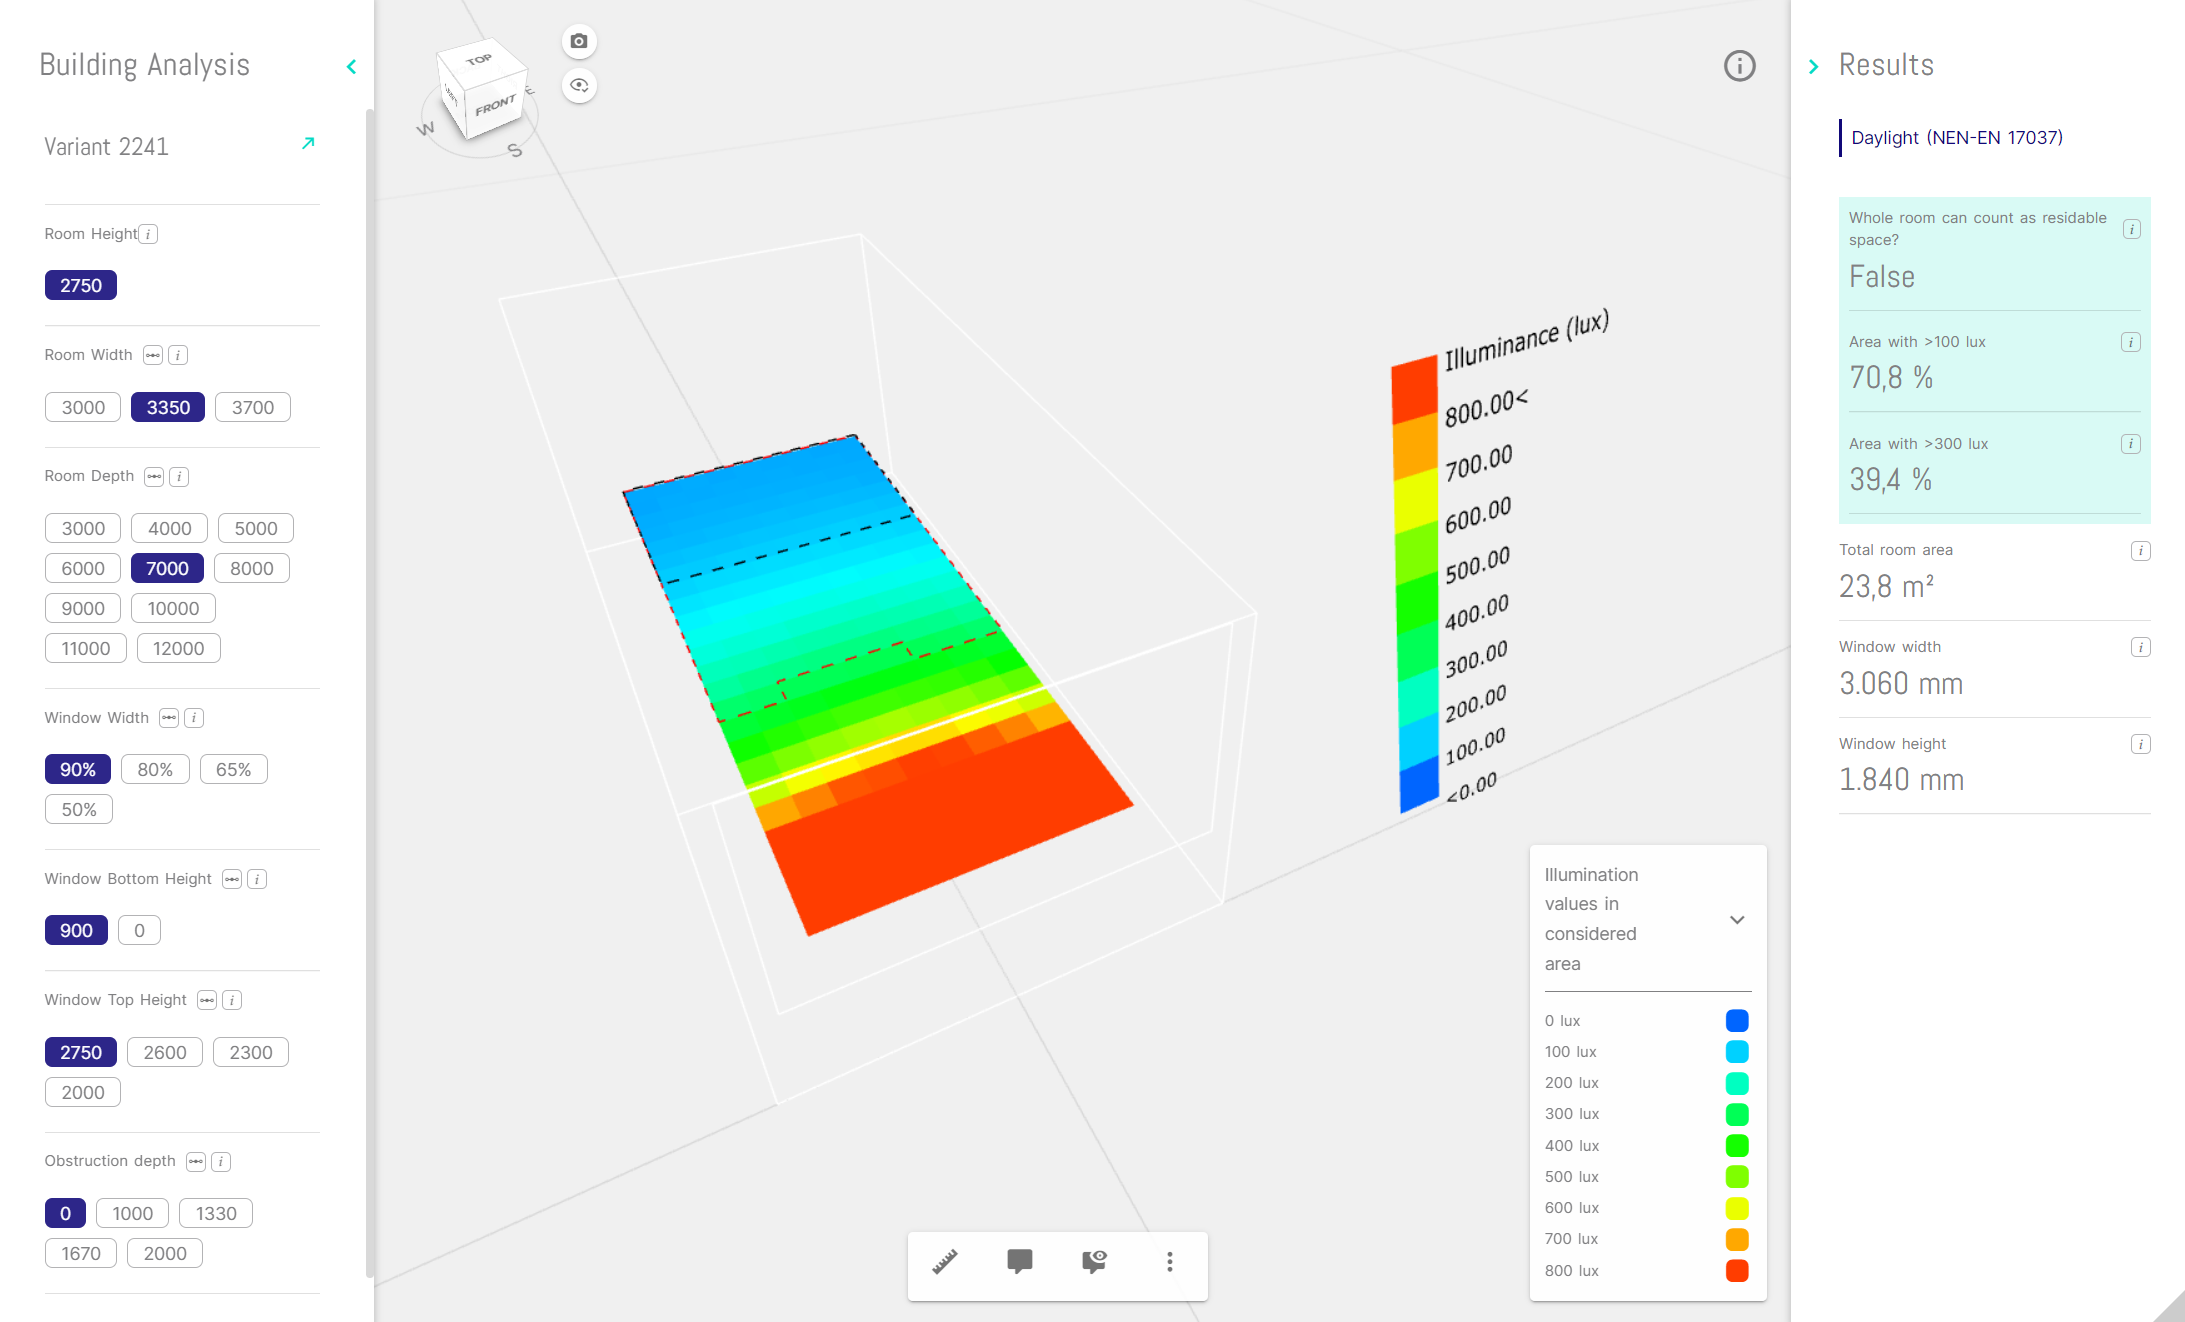 Building Analysis
Variant 2241
Room Height i
2750
Room Width i
3000 3350 3700
Room Depth i
3000 4000 5000
6000 7000 8000
9000 10000
11000 12000
Window Width i
90% 80% 65%
50%
Window Bottom Height i
900 0
Window Top Height i
2750 2600 2300
2000
Obstruction depth i
0 1000 1330
1670 2000
TOP
FRONT
W
S
E
Illuminance (lux)
800.00<
700.00
600.00
500.00
400.00
300.00
200.00
100.00
<0.00
Illumination
values in
considered
area
0 lux
100 lux
200 lux
300 lux
400 lux
500 lux
600 lux
700 lux
800 lux
Results
Daylight (NEN-EN 17037)
Whole room can count as residable
space? i
False
Area with >100 lux i
70,8 %
Area with >300 lux i
39,4 %
Total room area i
23,8 m²
Window width i
3.060 mm
Window height i
1.840 mm